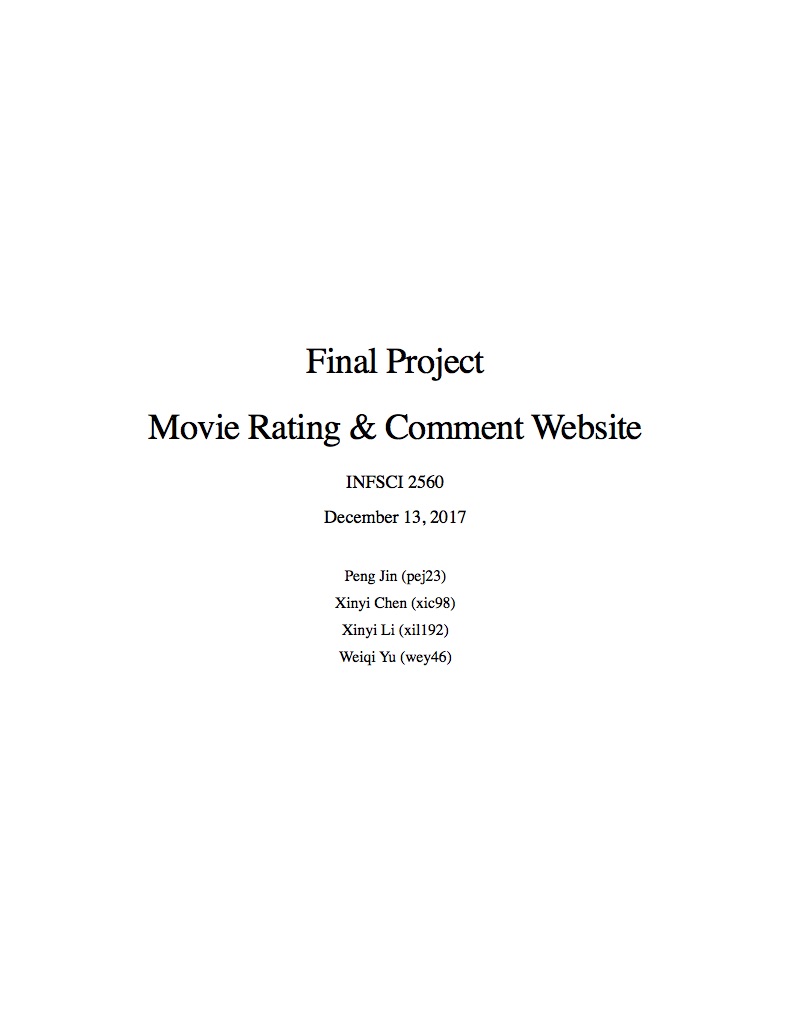 Final Project
Movie Rating & Comment Website
INFSCI 2560
December 13, 2017
Peng Jin (pej23)
Xinyi Chen (xic98)
Xinyi Li (xil192)
Weiqi Yu (wey46)